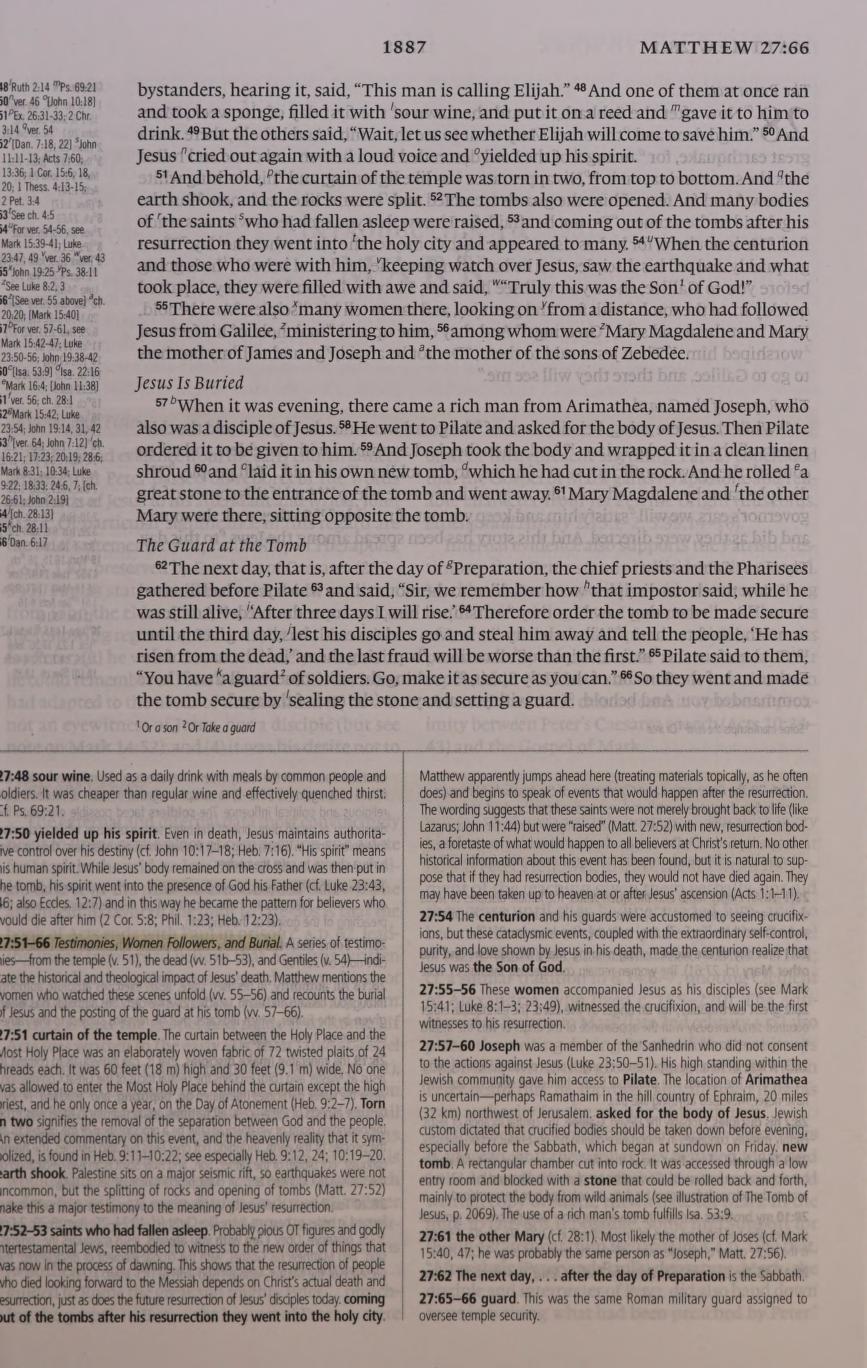 1887 MATTHEW 27:66
48 lRuth 2:14 mPs. 69:21
50 nver. 46 o[John 10:18]
51 pEx. 26:31-33; 2 Chr.
3:14 qver. 54
52 r[Dan. 7:18, 22] sJohn
11:11-13; Acts 7:60;
13:36; 1 Cor. 15:6, 18,
20; 1 Thess. 4:13-15;
2 Pet. 3:4
53 tSee ch. 4:5
54 uFor ver. 54-56, see
Mark 15:39-41; Luke
23:47, 49 vver. 36 wver. 43
55 xJohn 19:25 yPs. 38:11
zSee Luke 8:2, 3
56 z[See ver. 55 above] ach.
20:20; [Mark 15:40]
57 bFor ver. 57-61, see
Mark 15:42-47; Luke
23:50-56; John 19:38-42
60 c[Isa. 53:9] dIsa. 22:16
eMark 16:4; [John 11:38]
61 fver. 56; ch. 28:1
62 gMark 15:42; Luke
23:54; John 19:14, 31, 42
63 h[ver. 64; John 7:12] ich.
16:21; 17:23; 20:19; 28:6;
Mark 8:31; 10:34; Luke
9:22; 18:33; 24:6, 7; [ch.
26:61; John 2:19]
64 j[ch. 28:13]
65 kch. 28:11
66 lDan. 6:17
bystanders, hearing it, said, “This man is calling Elijah.” 48 And one of them at once ran
and took a sponge, filled it with lsour wine, and put it on a reed and mgave it to him to
drink. 49 But the others said, “Wait, let us see whether Elijah will come to save him.” 50 And
Jesus ncried out again with a loud voice and oyielded up his spirit.
51 And behold, pthe curtain of the temple was torn in two, from top to bottom. And qthe
earth shook, and the rocks were split. 52 The tombs also were opened. And many bodies
of rthe saints swho had fallen asleep were raised, 53 and coming out of the tombs after his
resurrection they went into tthe holy city and appeared to many. 54 uWhen the centurion
and those who were with him, vkeeping watch over Jesus, saw the earthquake and what
took place, they were filled with awe and said, w“Truly this was the Son1 of God!”
55 There were also xmany women there, looking on yfrom a distance, who had followed
Jesus from Galilee, zministering to him, 56 among whom were zMary Magdalene and Mary
the mother of James and Joseph and athe mother of the sons of Zebedee.
Jesus Is Buried
57 bWhen it was evening, there came a rich man from Arimathea, named Joseph, who
also was a disciple of Jesus. 58 He went to Pilate and asked for the body of Jesus. Then Pilate
ordered it to be given to him. 59 And Joseph took the body and wrapped it in a clean linen
shroud 60 and claid it in his own new tomb, dwhich he had cut in the rock. And he rolled ea
great stone to the entrance of the tomb and went away. 61 Mary Magdalene and fthe other
Mary were there, sitting opposite the tomb.
The Guard at the Tomb
62 The next day, that is, after the day of gPreparation, the chief priests and the Pharisees
gathered before Pilate 63 and said, “Sir, we remember how hthat impostor said, while he
was still alive, i‘After three days I will rise.’ 64 Therefore order the tomb to be made secure
until the third day, jlest his disciples go and steal him away and tell the people, ‘He has
risen from the dead,’ and the last fraud will be worse than the first.” 65 Pilate said to them,
“You have ka guard2 of soldiers. Go, make it as secure as you can.” 66 So they went and made
the tomb secure by lsealing the stone and setting a guard.
1 Or a son 2 Or Take a guard
27:48 sour wine. Used as a daily drink with meals by common people and
oldiers. It was cheaper than regular wine and effectively quenched thirst.
Cf. Ps. 69:21.
27:50 yielded up his spirit. Even in death, Jesus maintains authorita-
ive control over his destiny (cf. John 10:17–18; Heb. 7:16). “His spirit” means
is human spirit. While Jesus’ body remained on the cross and was then put in
he tomb, his spirit went into the presence of God his Father (cf. Luke 23:43,
46; also Eccles. 12:7) and in this way he became the pattern for believers who
would die after him (2 Cor. 5:8; Phil. 1:23; Heb. 12:23).
27:51–66 Testimonies, Women Followers, and Burial. A series of testimo-
ies—from the temple (v. 51), the dead (vv. 51b–53), and Gentiles (v. 54)—indi-
ate the historical and theological impact of Jesus’ death. Matthew mentions the
women who watched these scenes unfold (vv. 55–56) and recounts the burial
of Jesus and the posting of the guard at his tomb (vv. 57–66).
27:51 curtain of the temple. The curtain between the Holy Place and the
Most Holy Place was an elaborately woven fabric of 72 twisted plaits of 24
hreads each. It was 60 feet (18 m) high and 30 feet (9.1 m) wide. No one
was allowed to enter the Most Holy Place behind the curtain except the high
riest, and he only once a year, on the Day of Atonement (Heb. 9:2–7). Torn
n two signifies the removal of the separation between God and the people.
An extended commentary on this event, and the heavenly reality that it sym-
olized, is found in Heb. 9:11–10:22; see especially Heb. 9:12, 24; 10:19–20.
earth shook. Palestine sits on a major seismic rift, so earthquakes were not
uncommon, but the splitting of rocks and opening of tombs (Matt. 27:52)
make this a major testimony to the meaning of Jesus’ resurrection.
27:52–53 saints who had fallen asleep. Probably pious OT figures and godly
ntertestamental Jews, reembodied to witness to the new order of things that
was now in the process of dawning. This shows that the resurrection of people
who died looking forward to the Messiah depends on Christ’s actual death and
esurrection, just as does the future resurrection of Jesus’ disciples today. coming
out of the tombs after his resurrection they went into the holy city.
Matthew apparently jumps ahead here (treating materials topically, as he often
does) and begins to speak of events that would happen after the resurrection.
The wording suggests that these saints were not merely brought back to life (like
Lazarus; John 11:44) but were “raised” (Matt. 27:52) with new, resurrection bod-
ies, a foretaste of what would happen to all believers at Christ’s return. No other
historical information about this event has been found, but it is natural to sup-
pose that if they had resurrection bodies, they would not have died again. They
may have been taken up to heaven at or after Jesus’ ascension (Acts 1:1–11).
27:54 The centurion and his guards were accustomed to seeing crucifix-
ions, but these cataclysmic events, coupled with the extraordinary self-control,
purity, and love shown by Jesus in his death, made the centurion realize that
Jesus was the Son of God.
27:55–56 These women accompanied Jesus as his disciples (see Mark
15:41; Luke 8:1–3; 23:49), witnessed the crucifixion, and will be the first
witnesses to his resurrection.
27:57–60 Joseph was a member of the Sanhedrin who did not consent
to the actions against Jesus (Luke 23:50–51). His high standing within the
Jewish community gave him access to Pilate. The location of Arimathea
is uncertain—perhaps Ramathaim in the hill country of Ephraim, 20 miles
(32 km) northwest of Jerusalem. asked for the body of Jesus. Jewish
custom dictated that crucified bodies should be taken down before evening,
especially before the Sabbath, which began at sundown on Friday. new
tomb. A rectangular chamber cut into rock. It was accessed through a low
entry room and blocked with a stone that could be rolled back and forth,
mainly to protect the body from wild animals (see illustration of The Tomb of
Jesus, p. 2069). The use of a rich man’s tomb fulfills Isa. 53:9.
27:61 the other Mary (cf. 28:1). Most likely the mother of Joses (cf. Mark
15:40, 47; he was probably the same person as “Joseph,” Matt. 27:56).
27:62 The next day, . . . after the day of Preparation is the Sabbath.
27:65–66 guard. This was the same Roman military guard assigned to
oversee temple security.